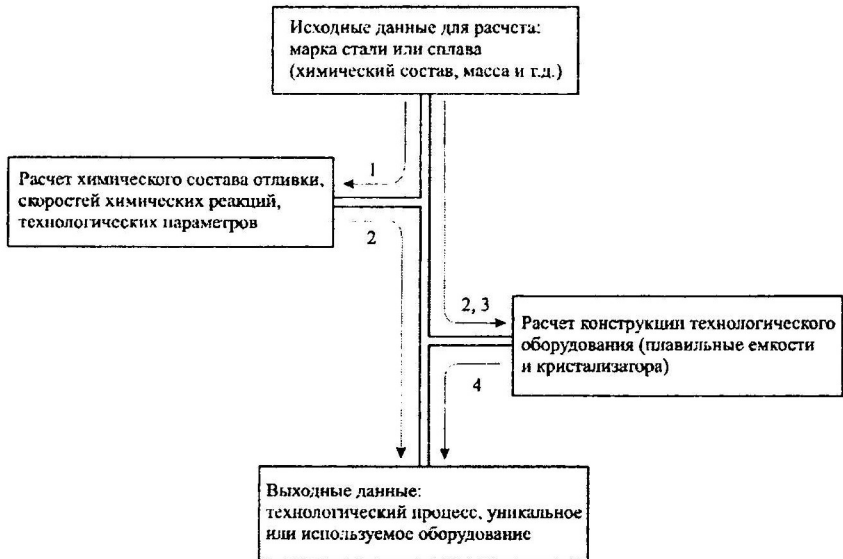 Исходные данные для расчета:
марка стали или сплава
(химический состав, масса и т.д.)
1
Расчет химического состава отливки,
скоростей химических реакций,
технологических параметров
2
2, 3
Расчет конструкции технологического
оборудования (плавильные емкости
и кристализатора)
4
Выходные данные:
технологический процесс, уникальное
или используемое оборудование